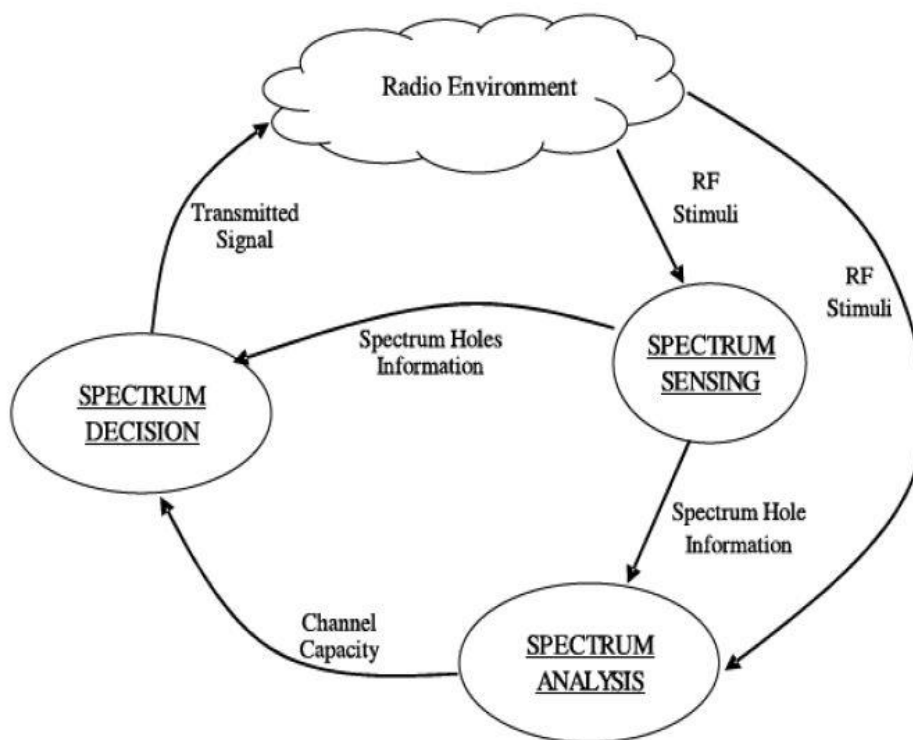 Radio Environment
RF
Stimuli
Transmitted
Signal
RF
Stimuli
Spectrum Holes
Information
SPECTRUM
SENSING
SPECTRUM
DECISION
Spectrum Hole
Information
Channel
Capacity
SPECTRUM
ANALYSIS